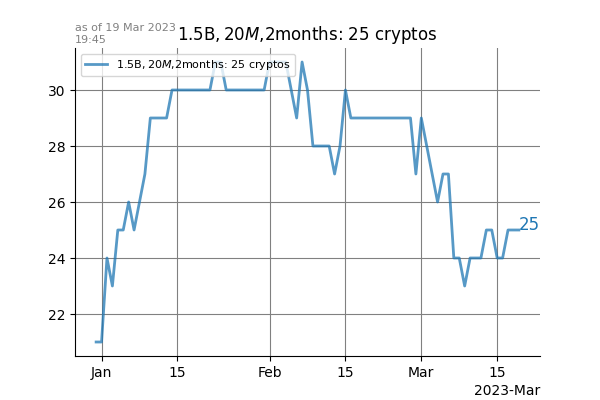 as of 19 Mar 2023
19:45
1.5B, 20M,2months: 25 cryptos
1.5B, 20M,2months: 25 cryptos
30
28
26
24
22
25
Jan
15
Feb
15
Mar
15
2023-Mar